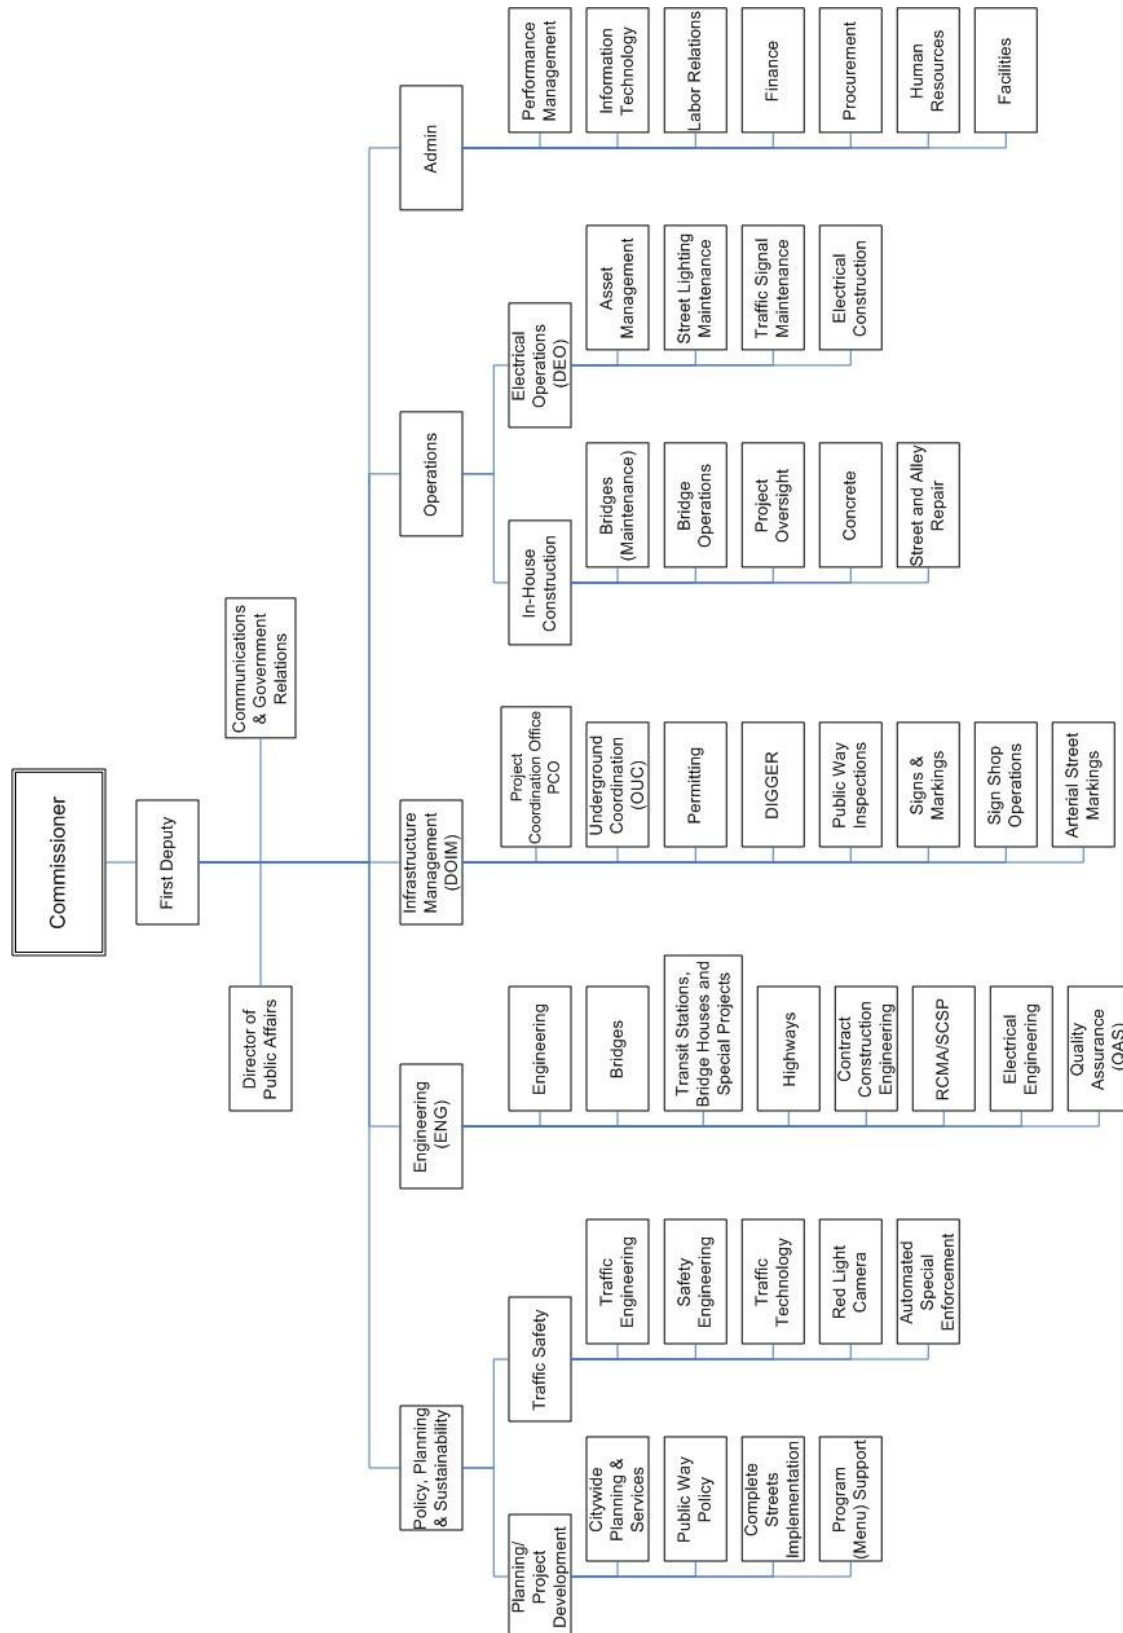 Commissioner
First Deputy
Director of
Public Affairs
Communications
& Government
Relations
Policy, Planning
& Sustainability
Engineering
(ENG)
Infrastructure
Management
(DOIM)
Operations
Admin
Planning/
Project
Development
Citywide
Planning &
Services
Public Way
Policy
Complete
Streets
Implementation
Program
(Menu) Support
Traffic Safety
Traffic
Engineering
Safety
Engineering
Traffic
Technology
Red Light
Camera
Automated
Special
Enforcement
Engineering
Bridges
Transit Stations,
Bridge Houses and
Special Projects
Highways
Contract
Construction
Engineering
RCMA/SCSP
Electrical
Engineering
Quality
Assurance
(QAS)
Project
Coordination Office
PCO
Underground
Coordination
(OUC)
Permitting
DIGGER
Public Way
Inspections
Signs &
Markings
Sign Shop
Operations
Arterial Street
Markings
In-House
Construction
Bridges
(Maintenance)
Bridge
Operations
Project
Oversight
Concrete
Street and Alley
Repair
Electrical
Operations
(DEO)
Asset
Management
Street Lighting
Maintenance
Traffic Signal
Maintenance
Electrical
Construction
Performance
Management
Information
Technology
Labor Relations
Finance
Procurement
Human
Resources
Facilities